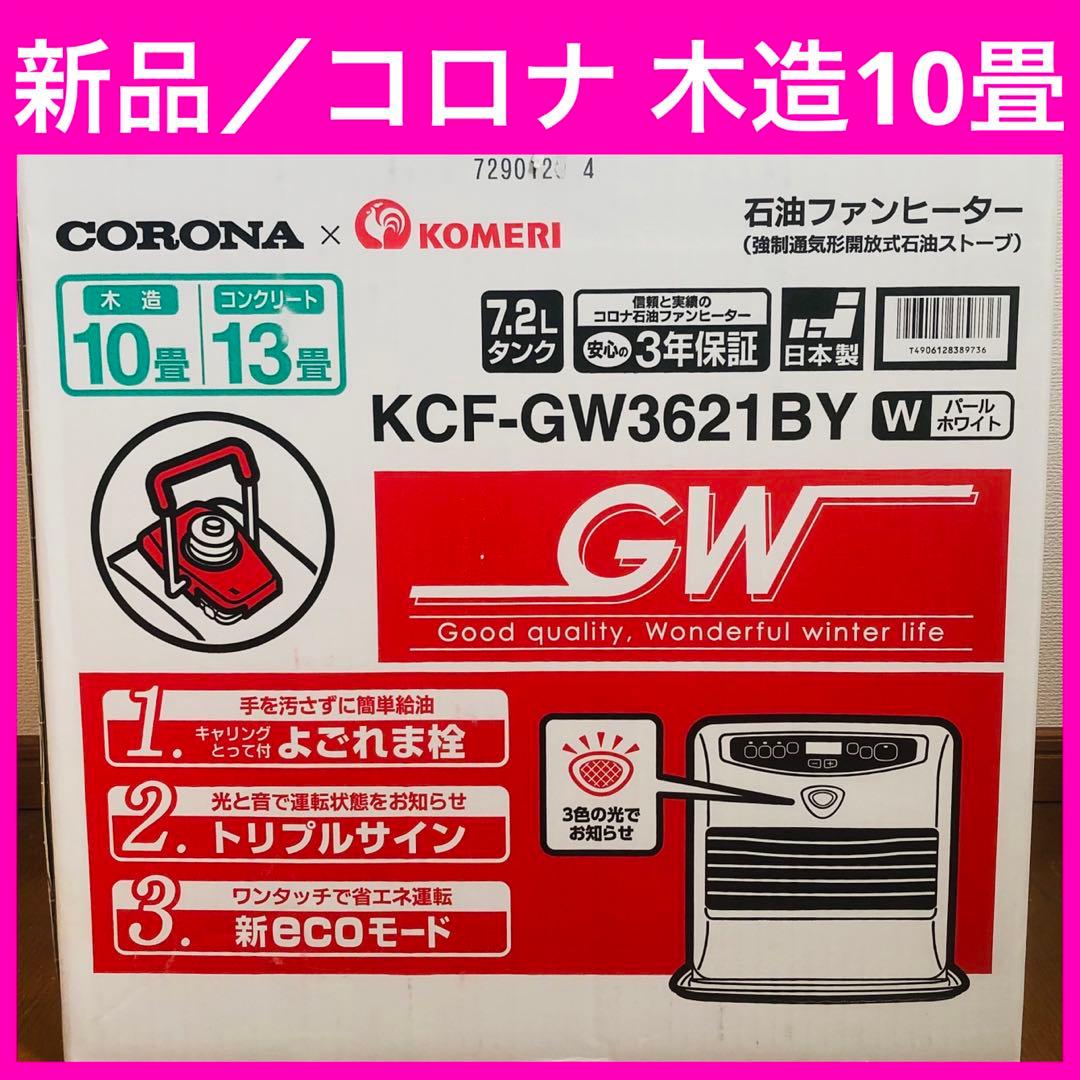 新品／コロナ 木造10畳
CORONA × KOMERI
石油ファンヒーター
(強制通気形開放式石油ストーブ)
木造 10畳
コンクリート 13畳
7.2L タンク
信頼と実績の
コロナ石油ファンヒーター
安心の 3年保証
日本製
T4906128389736
KCF-GW3621BY W パール ホワイト
GW
Good quality, Wonderful winter life
手を汚さずに簡単給油
1. キャリング とって付 よごれま栓
光と音で運転状態をお知らせ
2. トリプルサイン
ワンタッチで省エネ運転
3. 新ecoモード
3色の光で
お知らせ